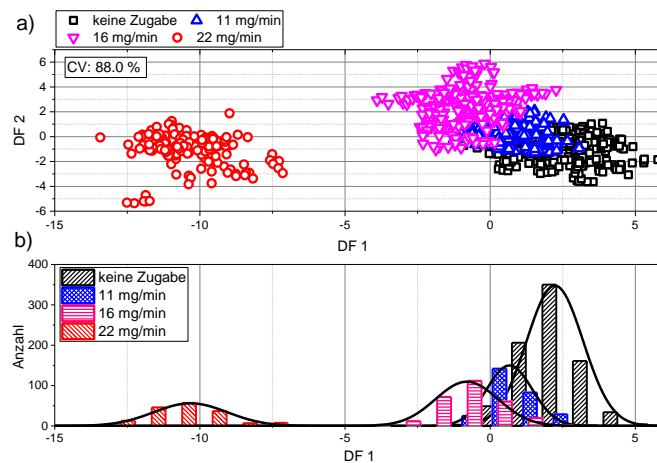 a)
keine Zugabe 11 mg/min
16 mg/min 22 mg/min
CV: 88.0 %
DF 2
6
4
2
0
-2
-4
-6
-15 -10 -5 0 5
DF 1
b)
keine Zugabe
11 mg/min
16 mg/min
22 mg/min
Anzahl
400
300
200
100
0
-15 -10 -5 0 5
DF 1